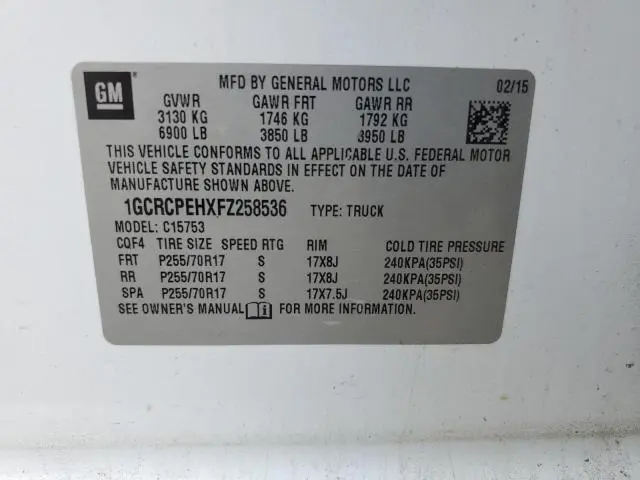 GM
MFD BY GENERAL MOTORS LLC 02/15
GVWR GAWR FRT GAWR RR
3130 KG 1746 KG 1792 KG
6900 LB 3850 LB 3950 LB
THIS VEHICLE CONFORMS TO ALL APPLICABLE U.S. FEDERAL MOTOR
VEHICLE SAFETY STANDARDS IN EFFECT ON THE DATE OF
MANUFACTURE SHOWN ABOVE.
1GCRCPEHXFZ258536 TYPE: TRUCK
MODEL: C15753
CQF4 TIRE SIZE SPEED RTG RIM COLD TIRE PRESSURE
FRT P255/70R17 S 17X8J 240KPA(35PSI)
RR P255/70R17 S 17X8J 240KPA(35PSI)
SPA P255/70R17 S 17X7.5J 240KPA(35PSI)
SEE OWNER'S MANUAL i FOR MORE INFORMATION.